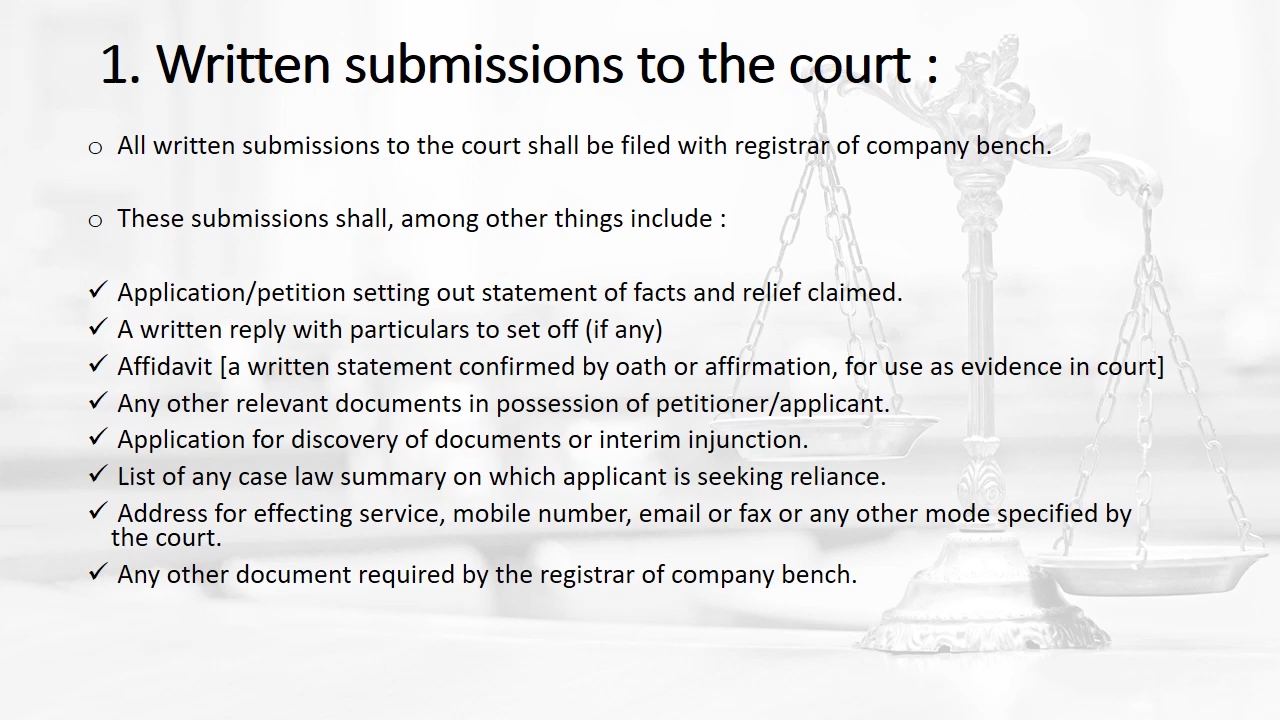 1. Written submissions to the court :
o All written submissions to the court shall be filed with registrar of company bench.
o These submissions shall, among other things include :
✓ Application/petition setting out statement of facts and relief claimed.
✓ A written reply with particulars to set off (if any)
✓ Affidavit [a written statement confirmed by oath or affirmation, for use as evidence in court]
✓ Any other relevant documents in possession of petitioner/applicant.
✓ Application for discovery of documents or interim injunction.
✓ List of any case law summary on which applicant is seeking reliance.
✓ Address for effecting service, mobile number, email or fax or any other mode specified by
the court.
✓ Any other document required by the registrar of company bench.